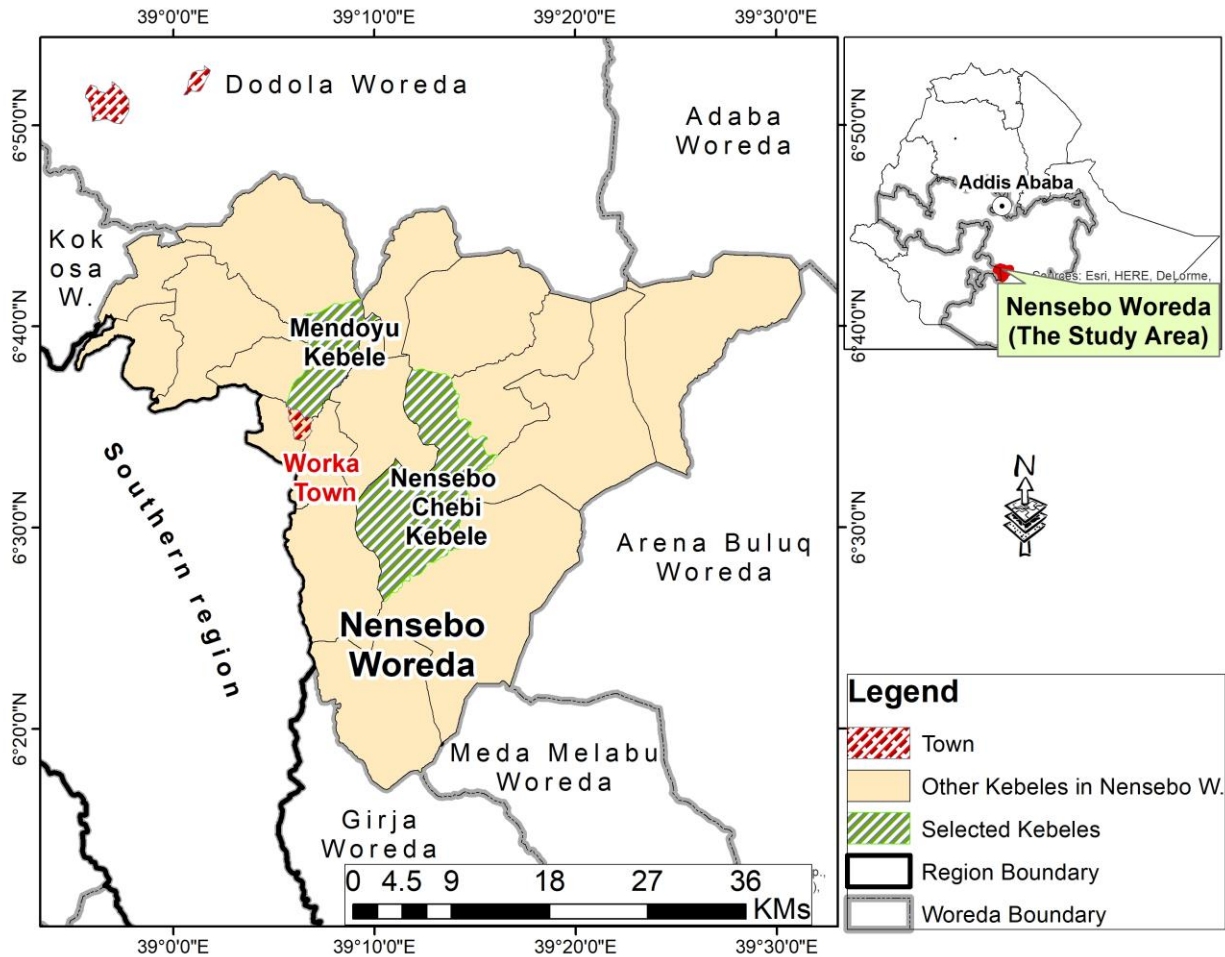 39°0'0"E 39°10'0"E 39°20'0"E 39°30'0"E
6°50'0"N
6°40'0"N
6°30'0"N
6°20'0"N
Dodola Woreda
Adaba
Woreda
Kok
osa
W.
Mendoyu
Kebele
Worka
Town
Nensebo
Chebi
Kebele
Southern region
Arena Buluq
Woreda
Nensebo
Woreda
Meda Melabu
Woreda
Girja
Woreda
0 4.5 9 18 27 36
KMs
p.,
),
39°0'0"E 39°10'0"E 39°20'0"E 39°30'0"E
6°50'0"N
6°40'0"N
6°30'0"N
6°20'0"N
Addis Ababa
Sources: Esri, HERE, DeLorme,
Nensebo Woreda
(The Study Area)
N
Legend
Town
Other Kebeles in Nensebo W.
Selected Kebeles
Region Boundary
Woreda Boundary